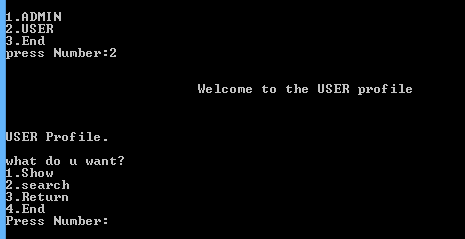 1.ADMIN
2.USER
3.End
press Number:2
Welcome to the USER profile
USER Profile.
what do u want?
1.Show
2.search
3.Return
4.End
Press Number: